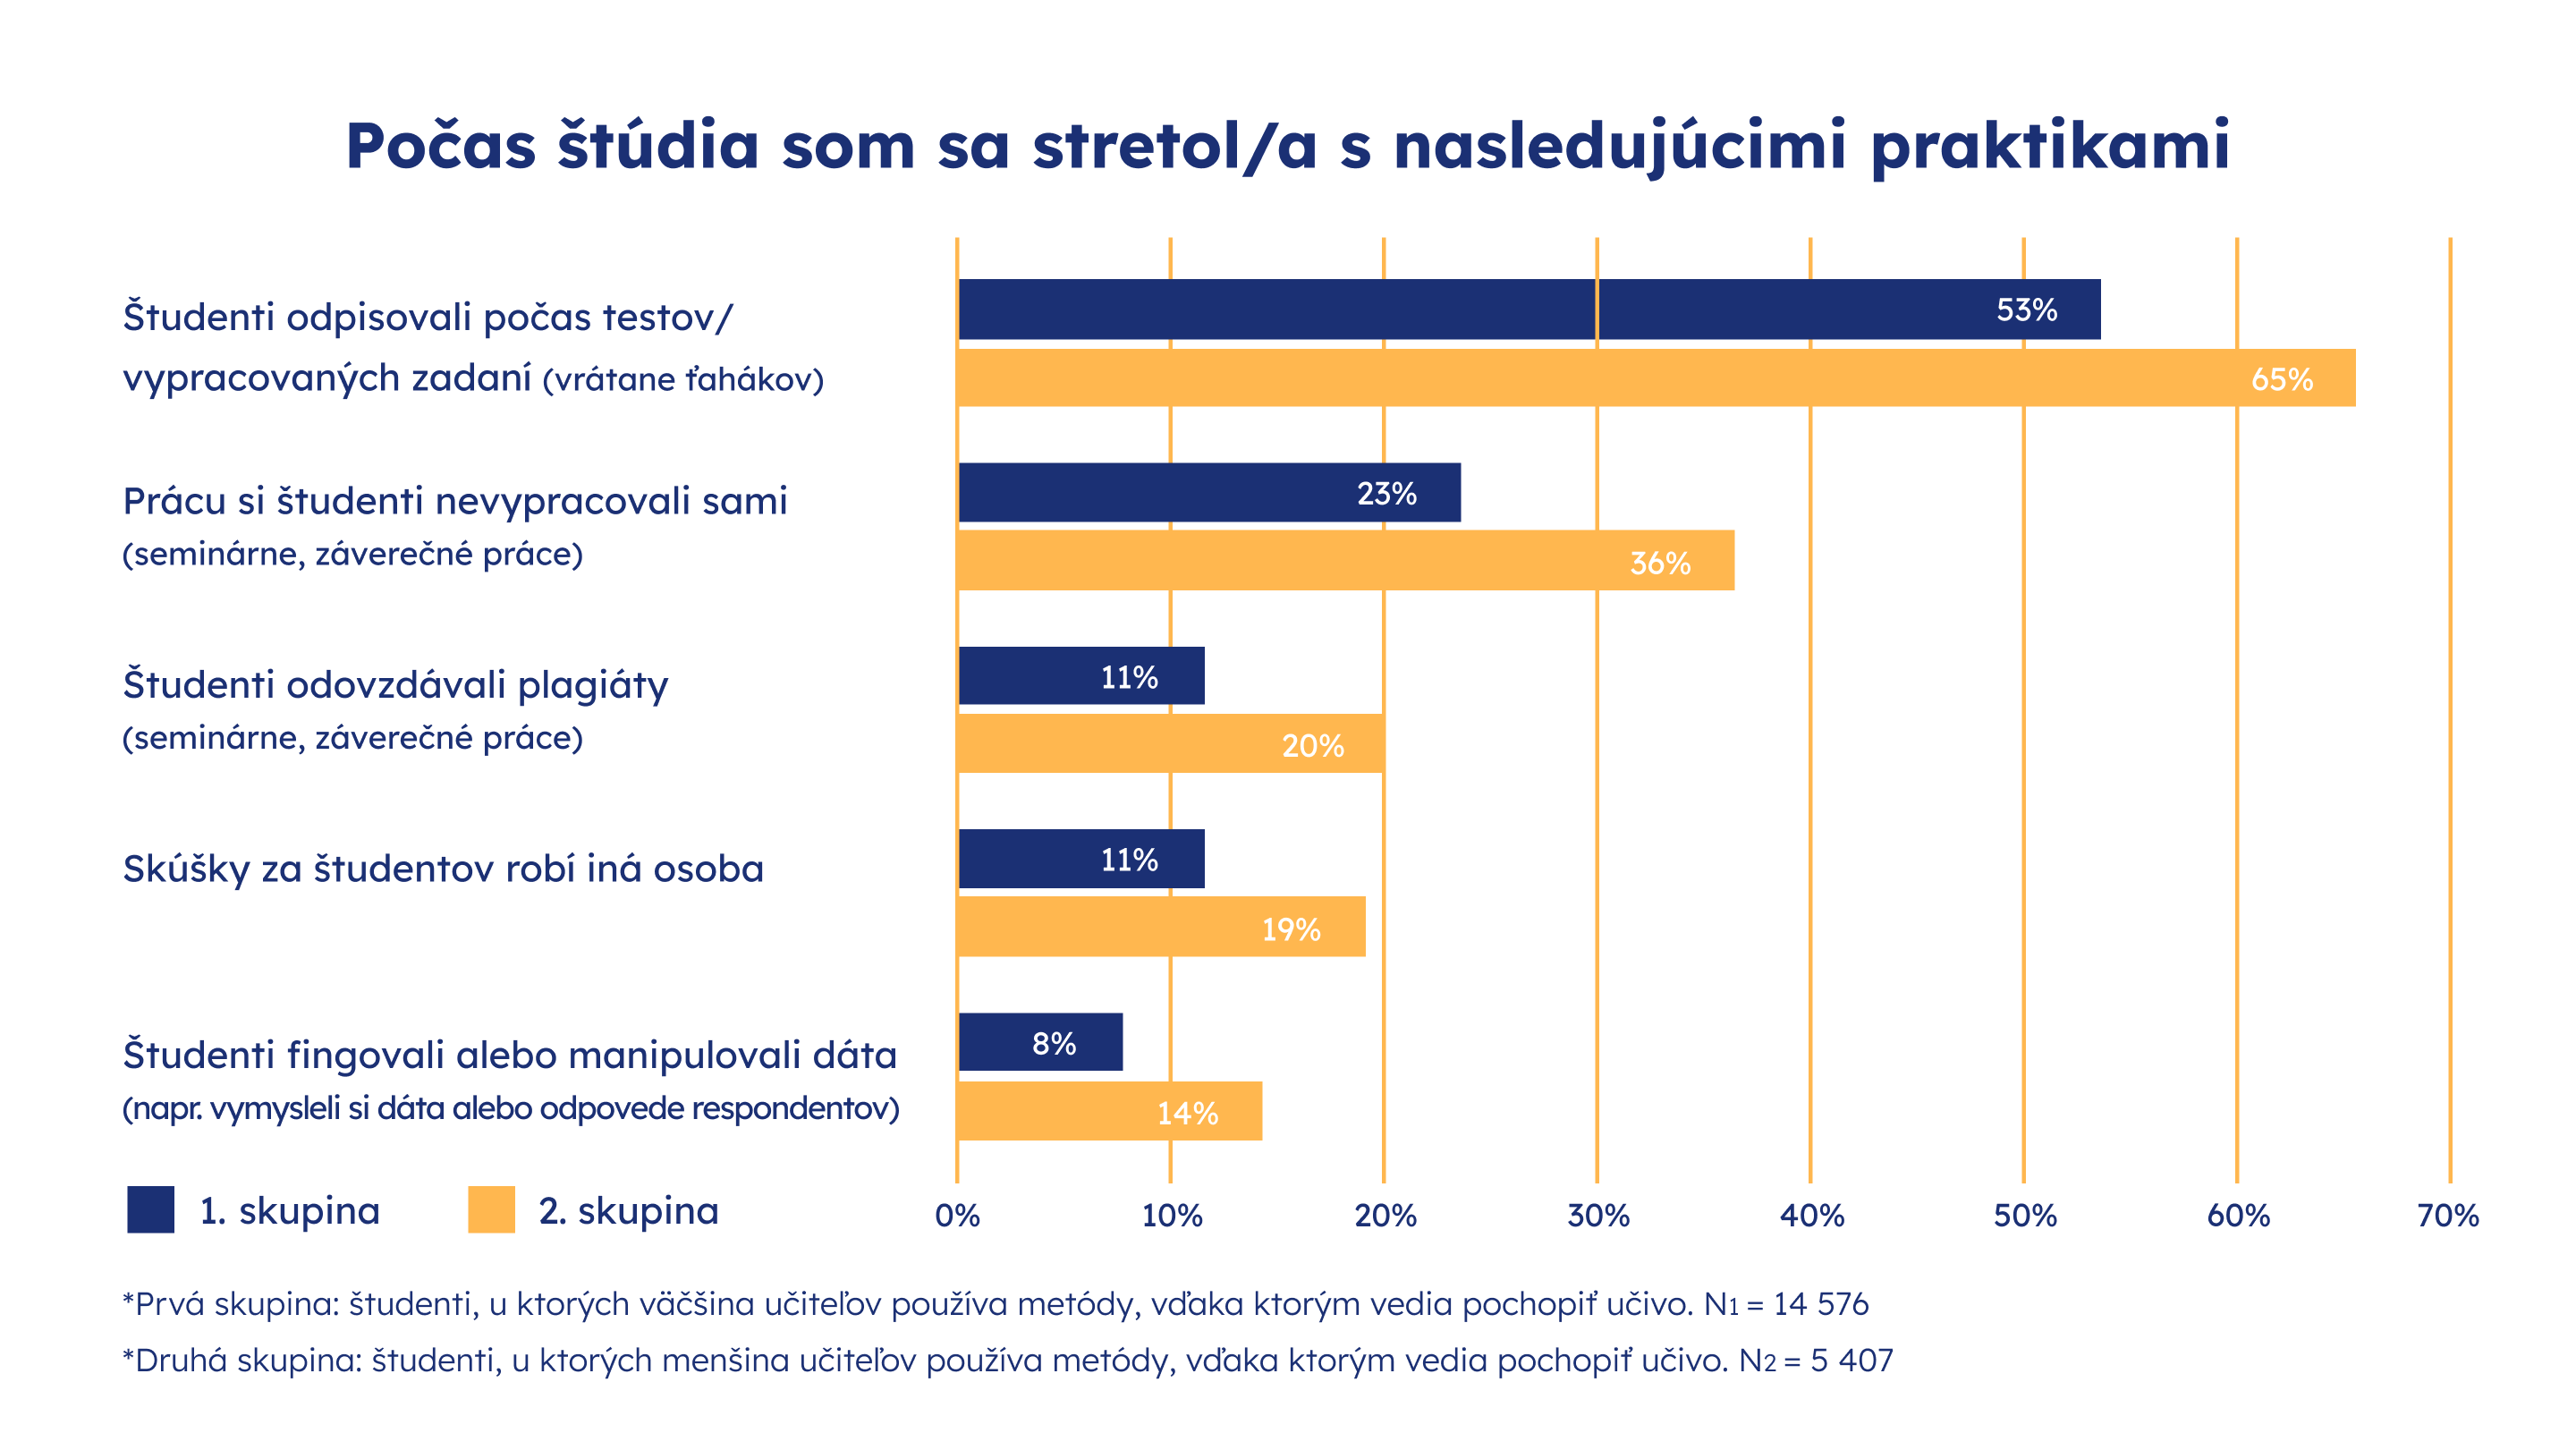 Počas štúdia som sa stretol/a s nasledujúcimi praktikami
Študenti odpisovali počas testov/
vypracovaných zadaní (vrátane ťahákov)
53%
65%
Prácu si študenti nevypracovali sami
(seminárne, záverečné práce)
23%
36%
Študenti odovzdávali plagiáty
(seminárne, záverečné práce)
11%
20%
Skúšky za študentov robí iná osoba
11%
19%
Študenti fingovali alebo manipulovali dáta
(napr. vymysleli si dáta alebo odpovede respondentov)
8%
14%
1. skupina 2. skupina
0% 10% 20% 30% 40% 50% 60% 70%
*Prvá skupina: študenti, u ktorých väčšina učiteľov používa metódy, vďaka ktorým vedia pochopiť učivo. N1 = 14 576
*Druhá skupina: študenti, u ktorých menšina učiteľov používa metódy, vďaka ktorým vedia pochopiť učivo. N2 = 5 407